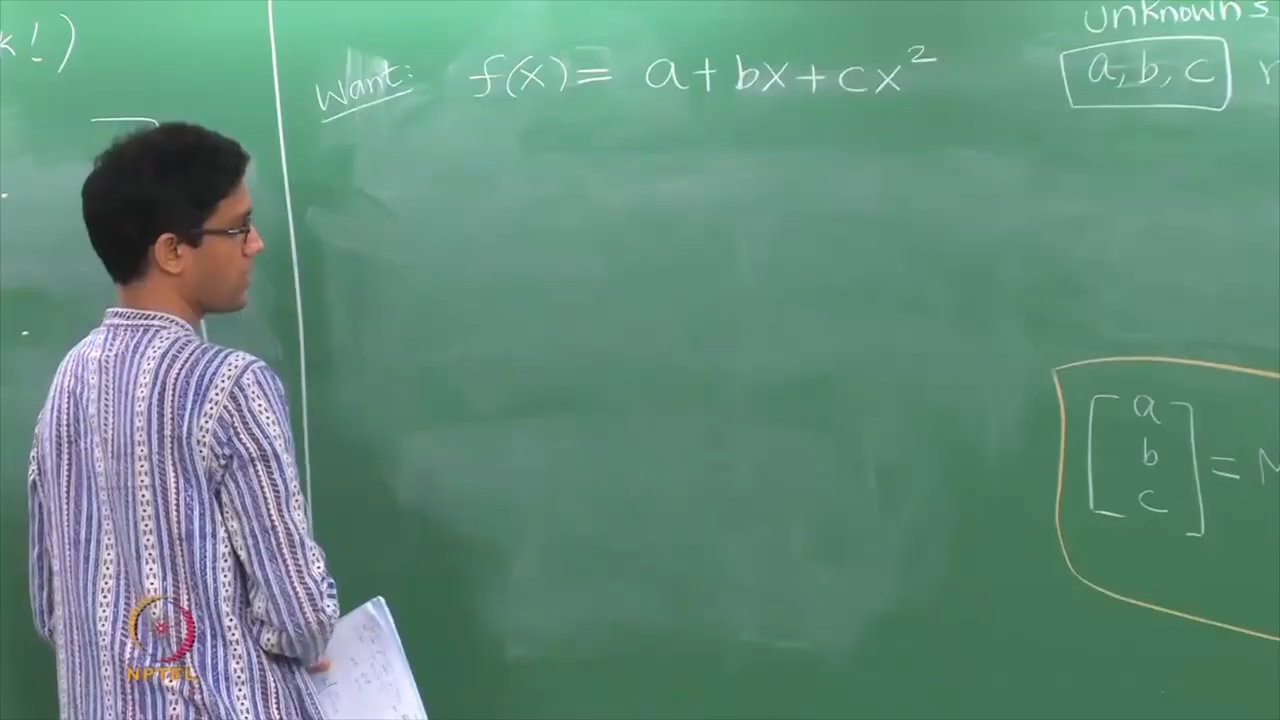 k!)
Want: f(x) = a + bx + cx²
unknowns
a, b, c
[a
b
c] =
NPTEL